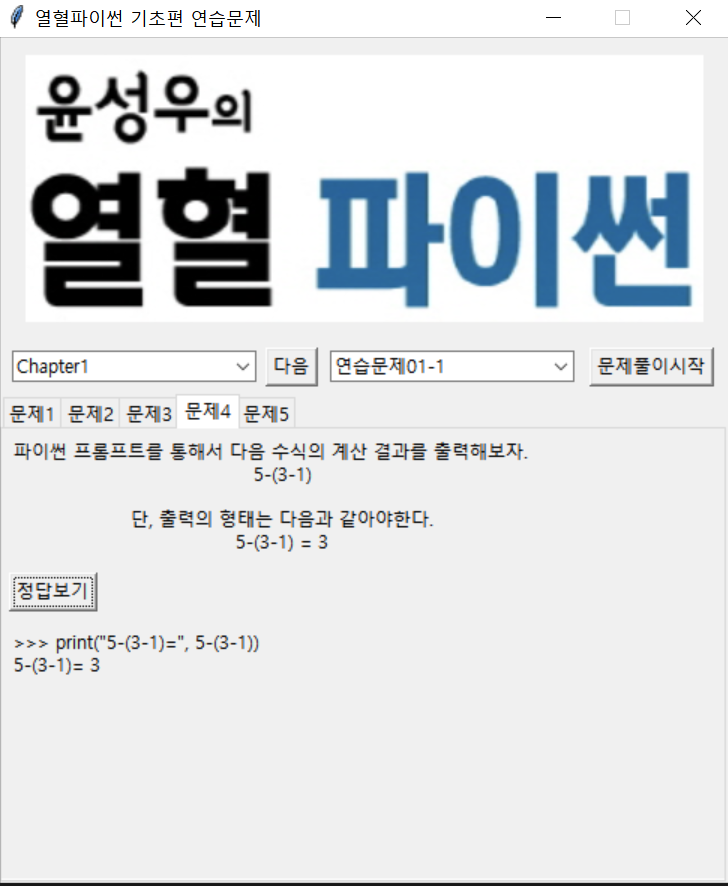 열혈파이썬 기초편 연습문제
윤성우의
열혈 파이썬
Chapter1 다음 연습문제01-1 문제풀이시작
문제1 문제2 문제3 문제4 문제5
파이썬 프롬프트를 통해서 다음 수식의 계산 결과를 출력해보자.
5-(3-1)
단, 출력의 형태는 다음과 같아야한다.
5-(3-1) = 3
정답보기
>>> print("5-(3-1)=", 5-(3-1))
5-(3-1)= 3